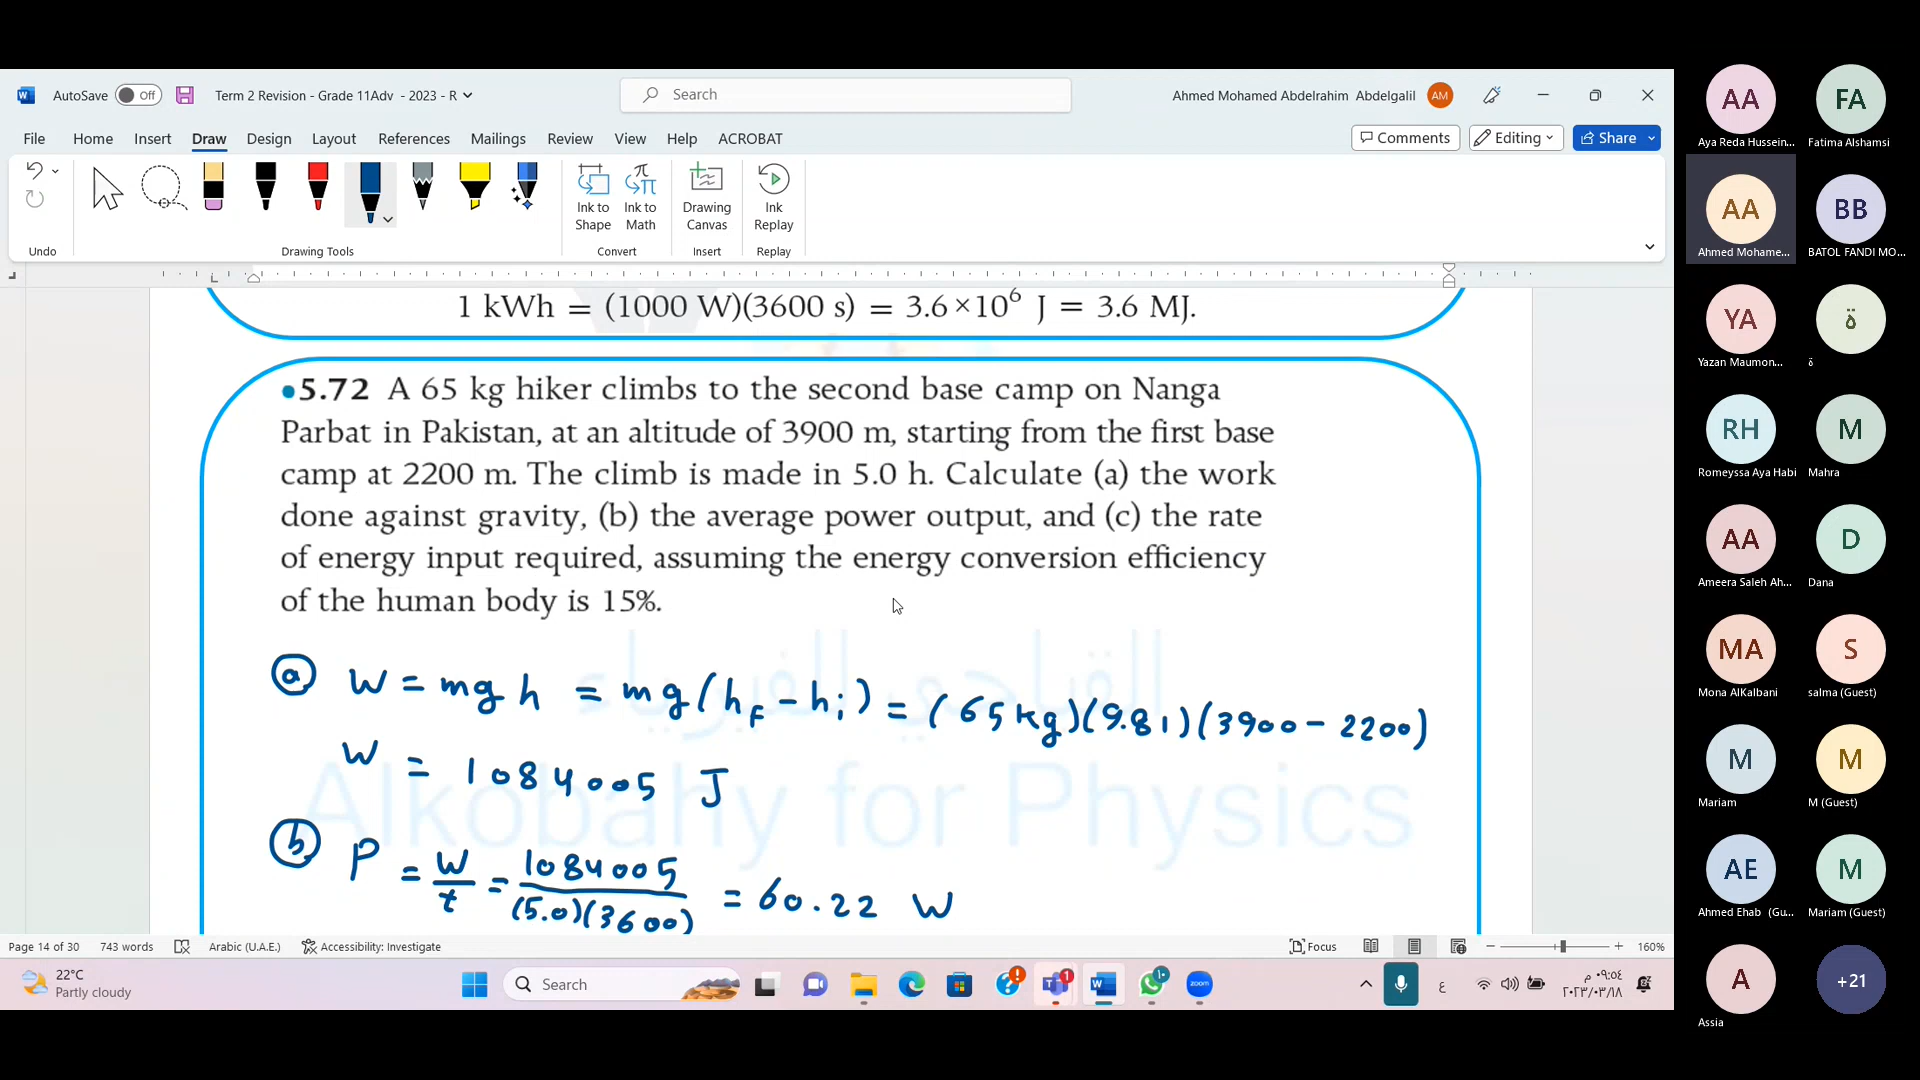 AutoSave Off Term 2 Revision - Grade 11Adv - 2023 - R Search Ahmed Mohamed Abdelrahim Abdelgalil AM
File Home Insert Draw Design Layout References Mailings Review View Help ACROBAT Comments Editing Share
Ink to Shape Ink to Math Drawing Canvas Ink Replay
Undo Drawing Tools Convert Insert Replay
1 kWh = (1000 W)(3600 s) = 3.6×10⁶ J = 3.6 MJ.
•5.72 A 65 kg hiker climbs to the second base camp on Nanga
Parbat in Pakistan, at an altitude of 3900 m, starting from the first base
camp at 2200 m. The climb is made in 5.0 h. Calculate (a) the work
done against gravity, (b) the average power output, and (c) the rate
of energy input required, assuming the energy conversion efficiency
of the human body is 15%.
القباحي للفيزياء
ⓐ W = mgh = mg(hF - hi) = (65 kg)(9.81)(3900 - 2200)
W = 1084005 J
Alkobahy for Physics
ⓑ P = W/t = 1084005/(5.0)(3600) = 60.22 W
Page 14 of 30 743 words Arabic (U.A.E.) Accessibility: Investigate Focus 160%
22°C
Partly cloudy
Search
zoom
ع
٠٩:٥٤ م
٢٠٢٣/٠٣/١٨
AA FA
Aya Reda Hussein... Fatima Alshamsi
AA BB
Ahmed Mohame... BATOL FANDI MO...
YA ة
Yazan Maumon... ة
RH M
Romeyssa Aya Habi Mahra
AA D
Ameera Saleh Ah... Dana
MA S
Mona AlKalbani salma (Guest)
M M
Mariam M (Guest)
AE M
Ahmed Ehab (Gu... Mariam (Guest)
A +21
Assia